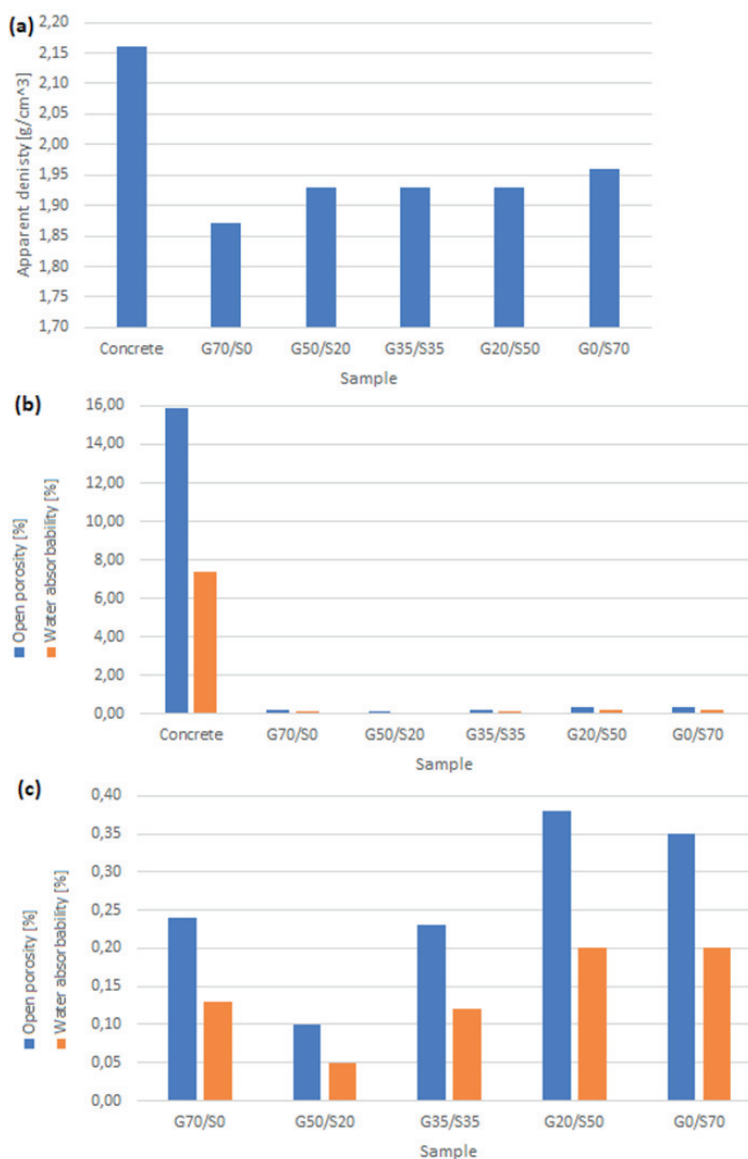 (a)
Apparent denisty [g/cm^3]
2,20
2,15
2,10
2,05
2,00
1,95
1,90
1,85
1,80
1,75
1,70
Concrete G70/S0 G50/S20 G35/S35 G20/S50 G0/S70
Sample
(b)
Open porosity [%]
Water absorbability [%]
16,00
14,00
12,00
10,00
8,00
6,00
4,00
2,00
0,00
Concrete G70/S0 G50/S20 G35/S35 G20/S50 G0/S70
Sample
(c)
Open porosity [%]
Water absorbability [%]
0,40
0,35
0,30
0,25
0,20
0,15
0,10
0,05
0,00
G70/S0 G50/S20 G35/S35 G20/S50 G0/S70
Sample